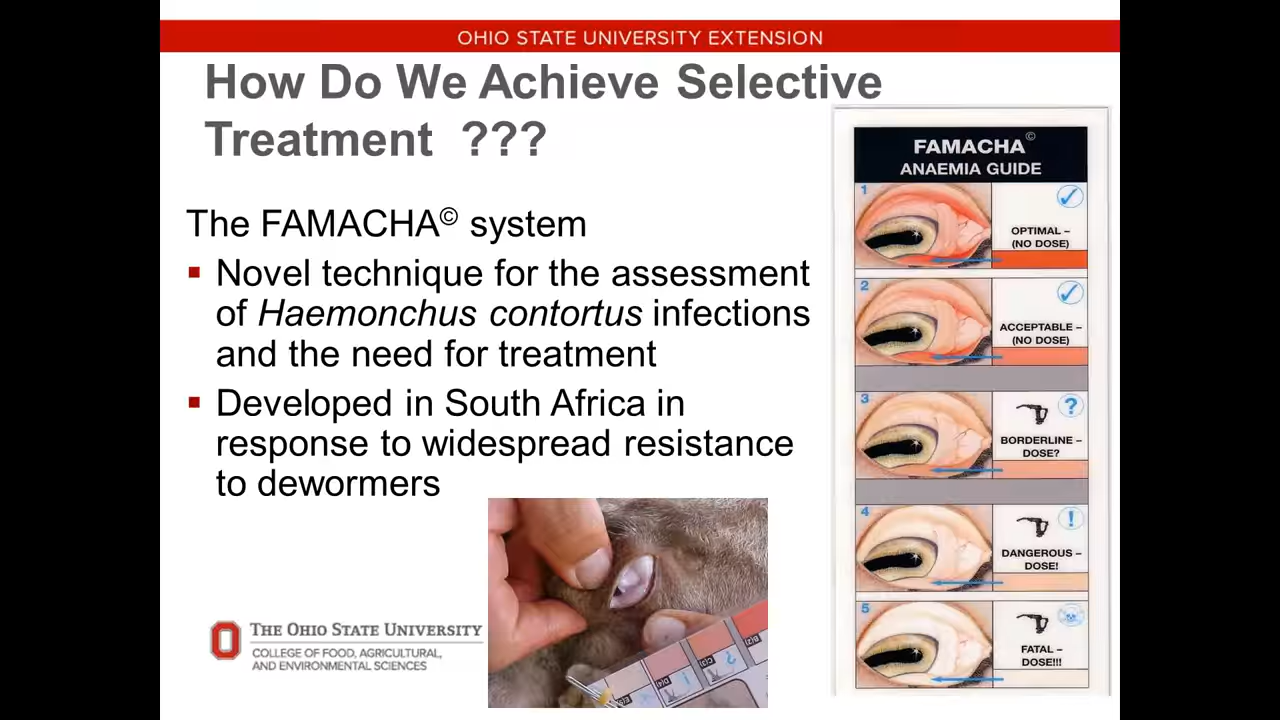 OHIO STATE UNIVERSITY EXTENSION
How Do We Achieve Selective
Treatment ???
The FAMACHA© system
▪ Novel technique for the assessment
of Haemonchus contortus infections
and the need for treatment
▪ Developed in South Africa in
response to widespread resistance
to dewormers
THE OHIO STATE UNIVERSITY
COLLEGE OF FOOD, AGRICULTURAL,
AND ENVIRONMENTAL SCIENCES
FAMACHA©
ANAEMIA GUIDE
1
OPTIMAL –
(NO DOSE)
2
ACCEPTABLE –
(NO DOSE)
3
?
BORDERLINE –
DOSE?
4
!
DANGEROUS –
DOSE!
5
FATAL –
DOSE!!!
B(2)
C(3)
?
D(4)